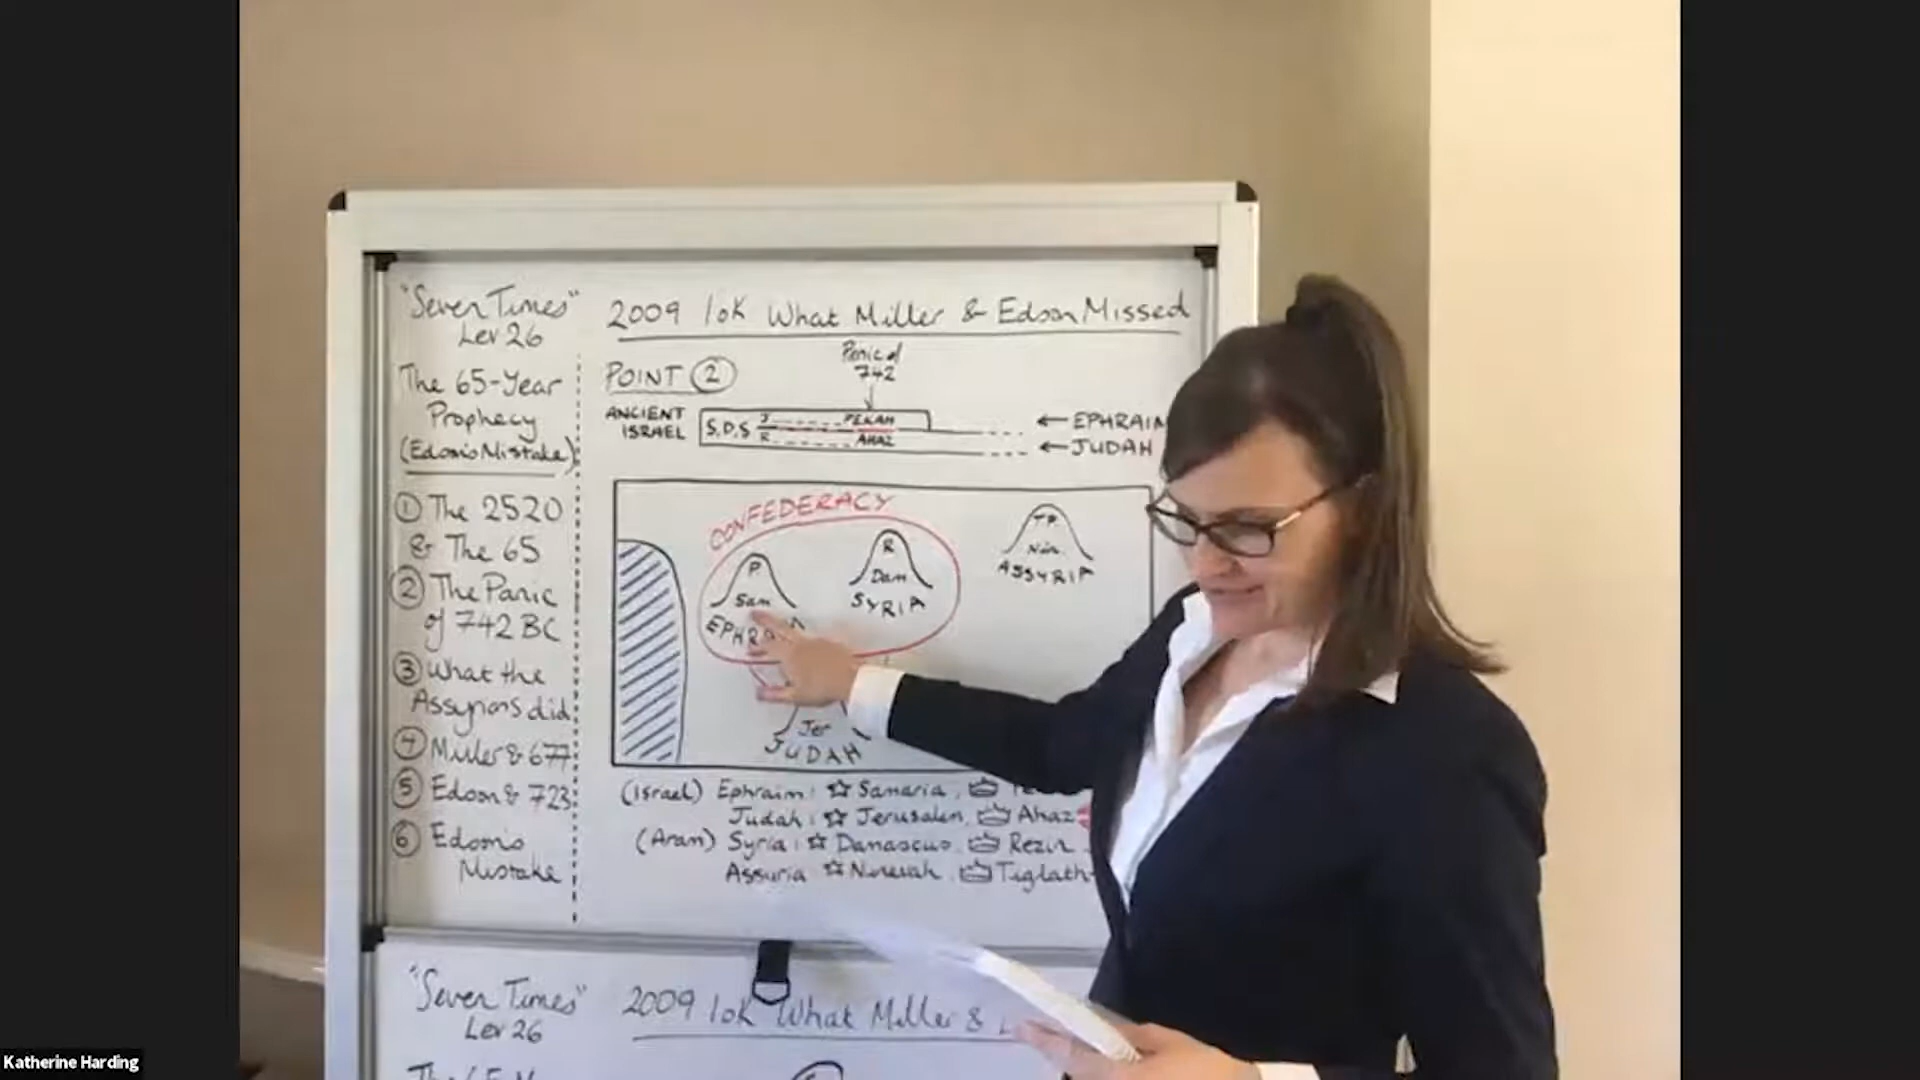 "Seven Times"
Lev 26
The 65-Year
Prophecy
(Edson's Mistake)
① The 2520
& The 65
② The Panic
of 742 BC
③ What the
Assyrians did
④ Miller & 677
⑤ Edson & 723
⑥ Edson's
Mistake
2009 10K What Miller & Edson Missed
POINT ②
Panic of
742
ANCIENT
ISRAEL
S.D.S
J
PEKAH
R
AHAZ
← EPHRAIM
← JUDAH
CONFEDERACY
P
Sam
R
Dam
SYRIA
T.P.
Nin.
ASSYRIA
Jer
JUDAH
(Israel) Ephraim: Samaria,
Judah: Jerusalem, Ahaz
(Aram) Syria: Damascus, Rezin
Assyria Nineveh, Tiglath-
"Seven Times"
Lev 26
2009 10K What Miller &
Katherine Harding